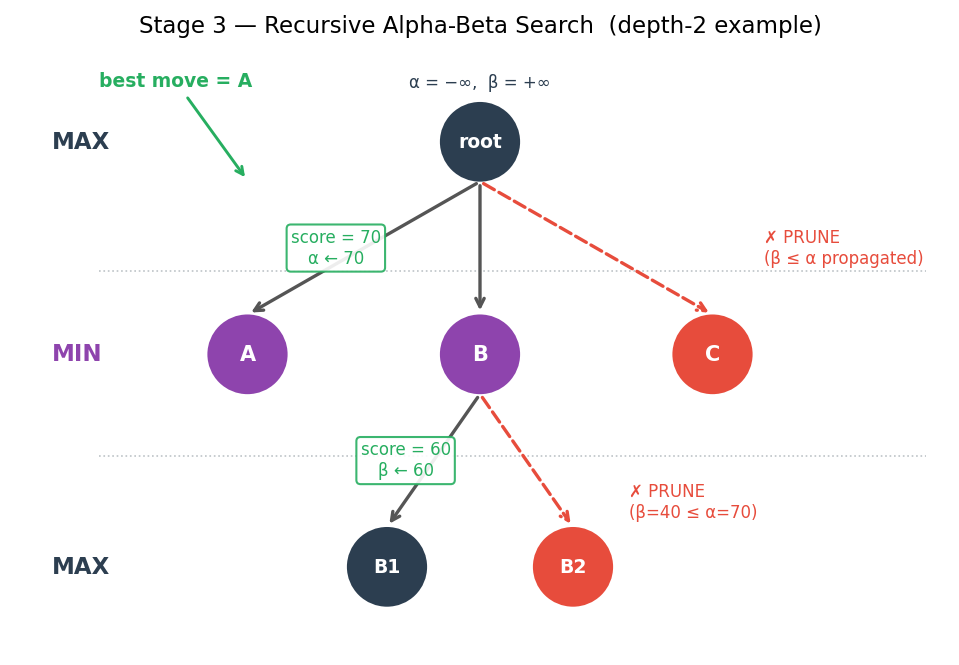 Stage 3 — Recursive Alpha-Beta Search  (depth-2 example)
best move = A
α = −∞,  β = +∞
MAX
root
score = 70
α ← 70
✗ PRUNE
(β ≤ α propagated)
MIN
A
B
C
score = 60
β ← 60
✗ PRUNE
(β=40 ≤ α=70)
MAX
B1
B2